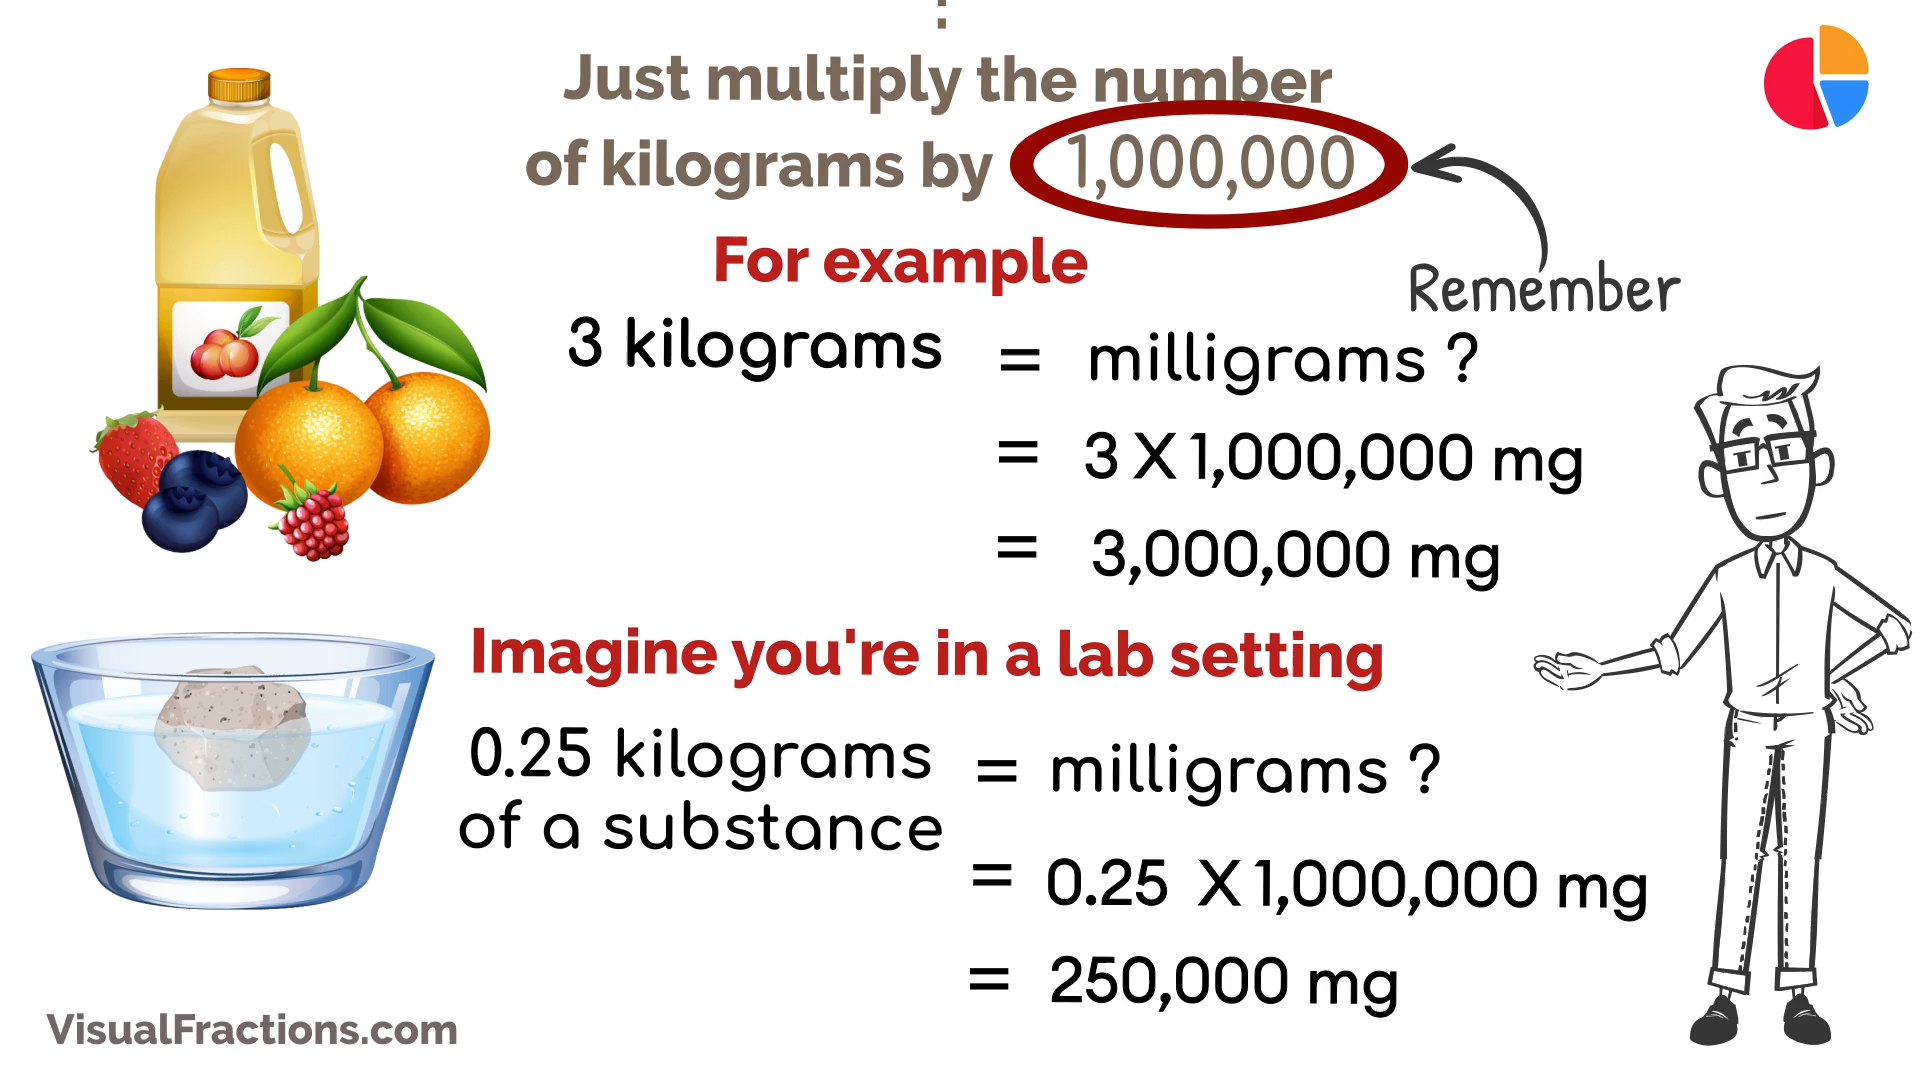 Just multiply the number
of kilograms by 1,000,000
Remember
For example
3 kilograms = milligrams ?
= 3 X 1,000,000 mg
= 3,000,000 mg
Imagine you're in a lab setting
0.25 kilograms
of a substance = milligrams ?
= 0.25 X 1,000,000 mg
= 250,000 mg
VisualFractions.com